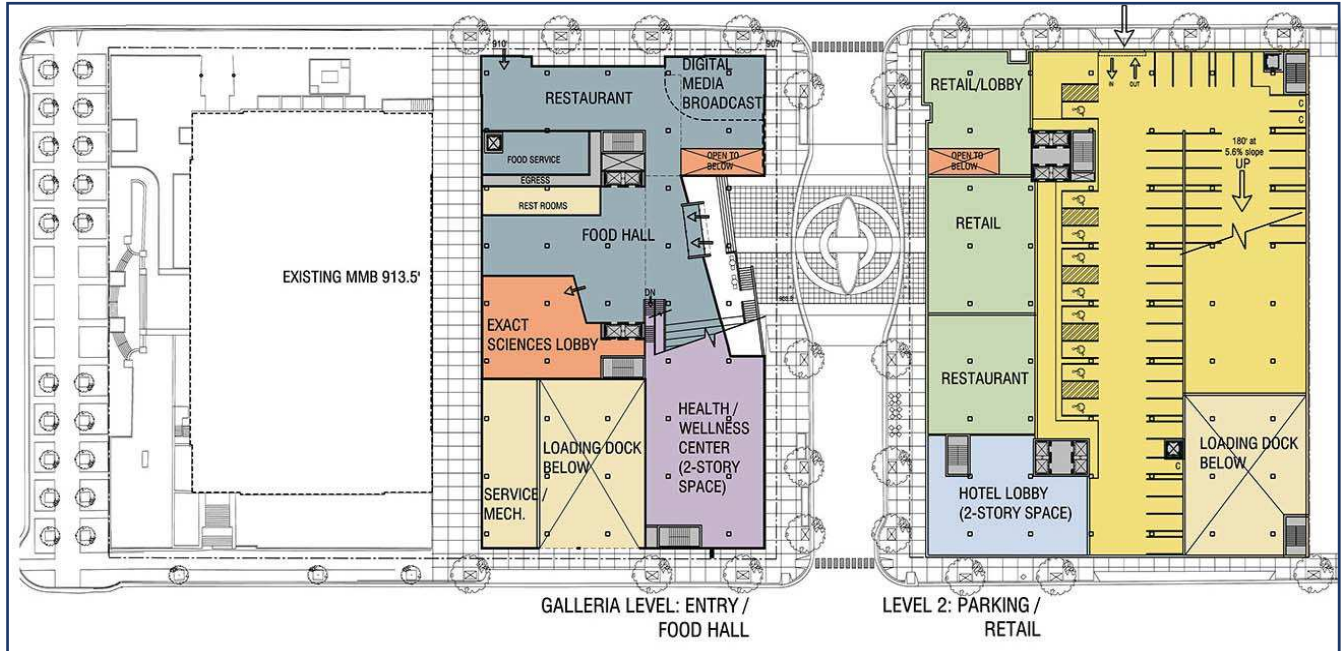 910'
907'
RESTAURANT
DIGITAL
MEDIA
BROADCAST
FOOD SERVICE
OPEN TO
BELOW
EGRESS
REST ROOMS
FOOD HALL
EXISTING MMB 913.5'
DN
EXACT
SCIENCES LOBBY
HEALTH /
WELLNESS
CENTER
(2-STORY
SPACE)
LOADING DOCK
BELOW
SERVICE /
MECH.
GALLERIA LEVEL: ENTRY /
FOOD HALL
RETAIL/LOBBY
IN
OUT
C
C
180' at
5.6% slope
UP
OPEN TO
BELOW
RETAIL
RESTAURANT
LOADING DOCK
BELOW
C
HOTEL LOBBY
(2-STORY SPACE)
LEVEL 2: PARKING /
RETAIL